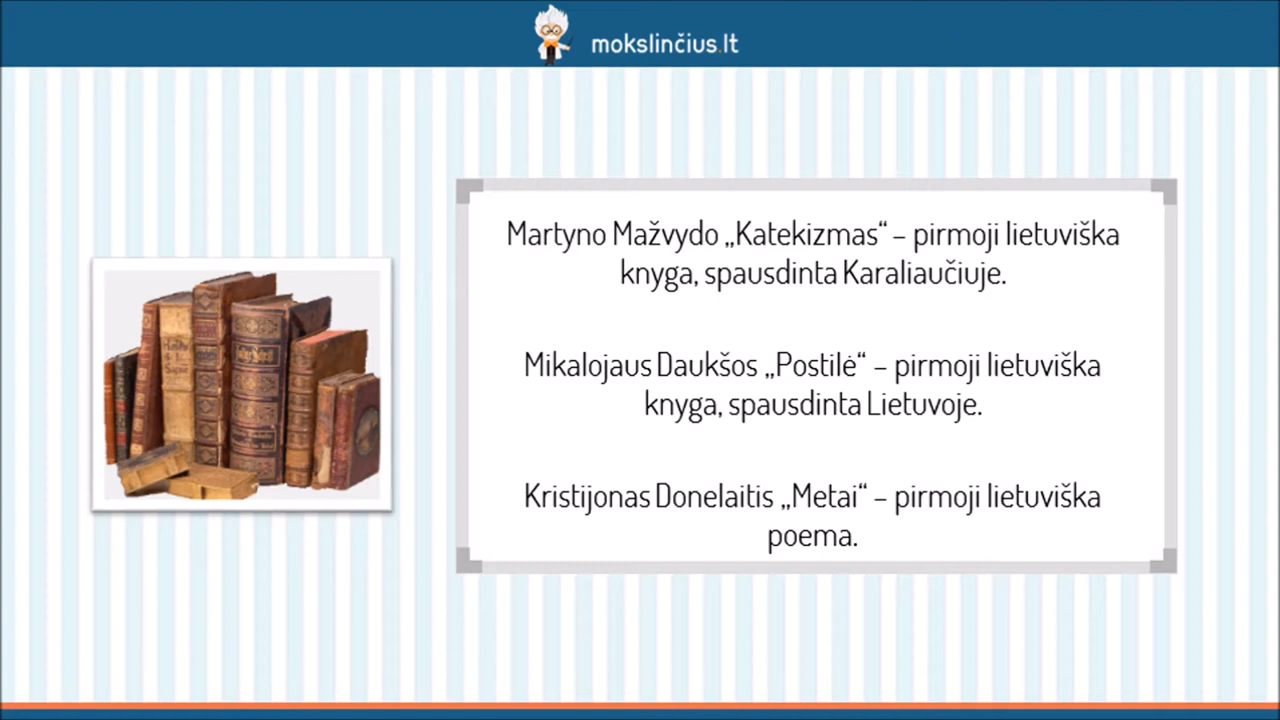 mokslinčius.lt
Martyno Mažvydo „Katekizmas“ – pirmoji lietuviška
knyga, spausdinta Karaliaučiuje.
Mikalojaus Daukšos „Postilė“ – pirmoji lietuviška
knyga, spausdinta Lietuvoje.
Kristijonas Donelaitis „Metai“ – pirmoji lietuviška
poema.